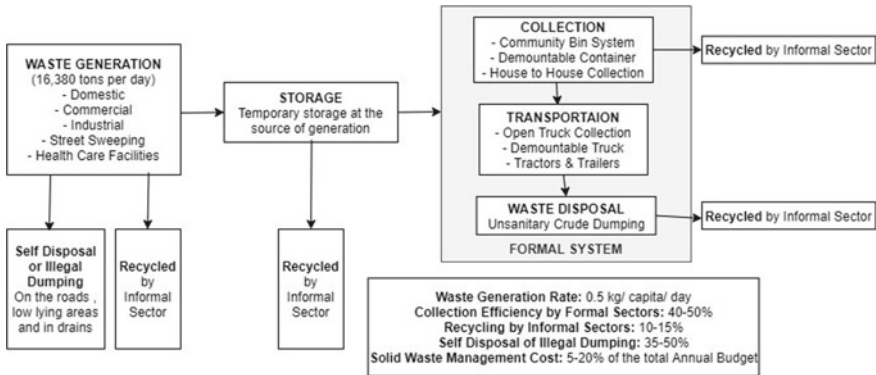 WASTE GENERATION
(16,380 tons per day)
- Domestic
- Commercial
- Industrial
- Street Sweeping
- Health Care Facilities
STORAGE
Temporary storage at the
source of generation
COLLECTION
- Community Bin System
- Demountable Container
- House to House Collection
Recycled by Informal Sector
TRANSPORTAION
- Open Truck Collection
- Demountable Truck
- Tractors & Trailers
WASTE DISPOSAL
Unsanitary Crude Dumping
Recycled by Informal Sector
FORMAL SYSTEM
Self Disposal
or Illegal
Dumping
On the roads ,
low lying areas
and in drains
Recycled
by
Informal
Sector
Recycled
by
Informal
Sector
Waste Generation Rate: 0.5 kg/ capita/ day
Collection Efficiency by Formal Sectors: 40-50%
Recycling by Informal Sectors: 10-15%
Self Disposal of Illegal Dumping: 35-50%
Solid Waste Management Cost: 5-20% of the total Annual Budget